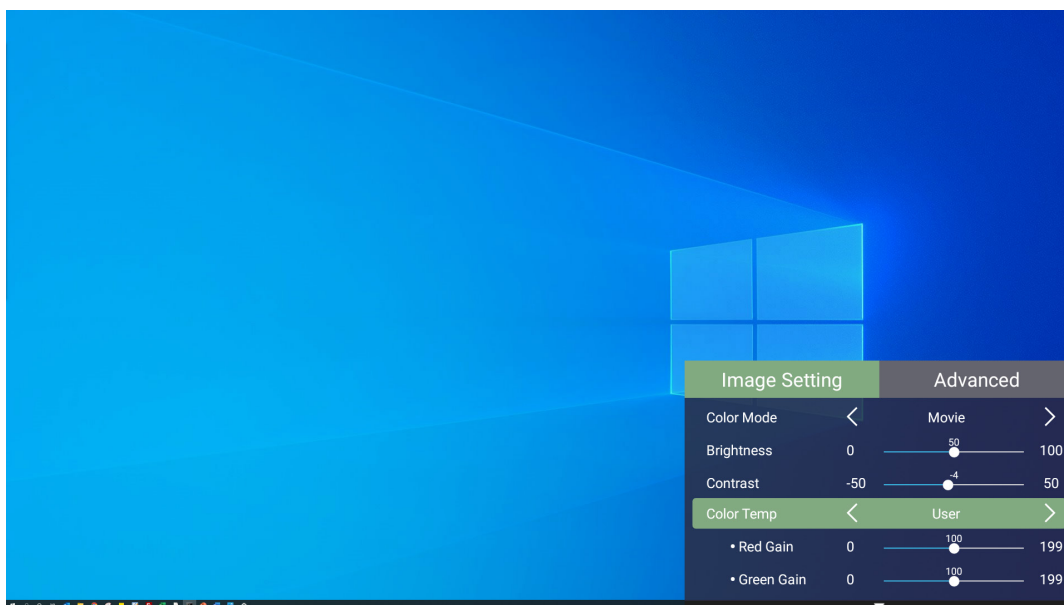 Image Setting Advanced
Color Mode Movie
Brightness 0 50 100
Contrast -50 -4 50
Color Temp User
• Red Gain 0 100 199
• Green Gain 0 100 199